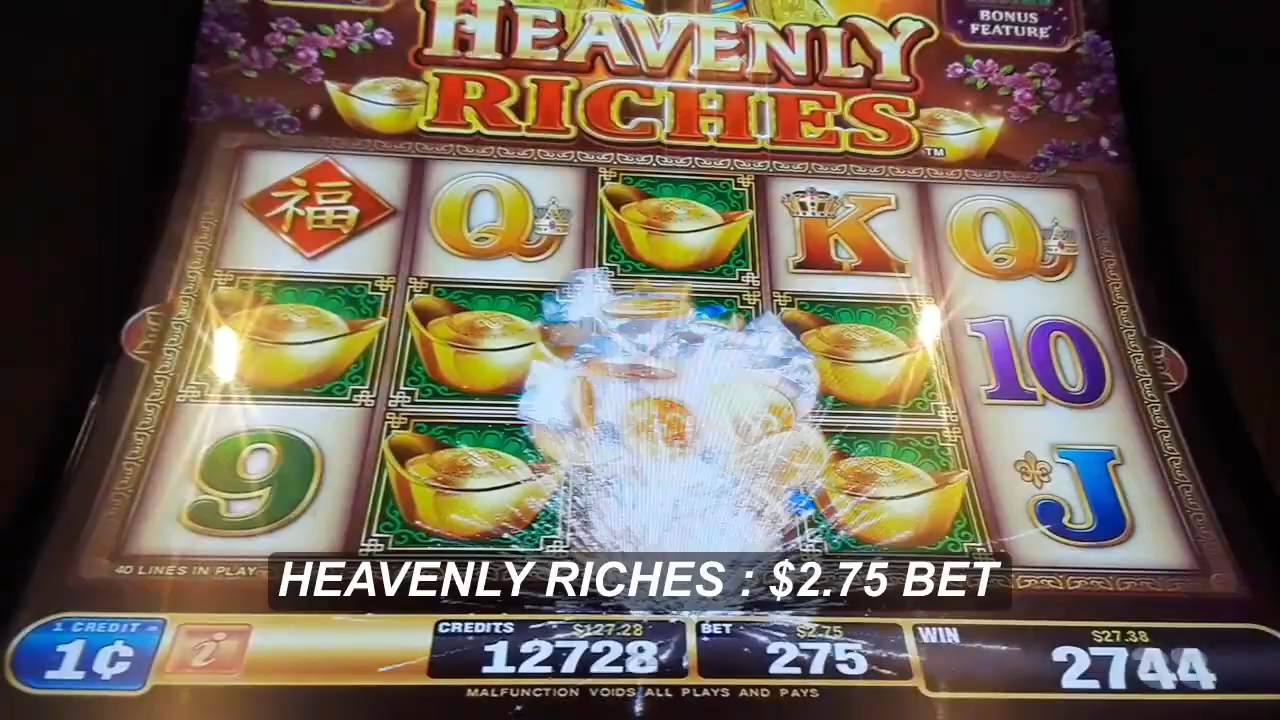 HEAVENLY
RICHES™
BONUS
FEATURE
福 Q K Q
10
9 J
40 LINES IN PLAY
HEAVENLY RICHES : $2.75 BET
1 CREDIT =
1¢
i
CREDITS $127.28
12728
BET $2.75
275
WIN $27.38
2744
MALFUNCTION VOIDS ALL PLAYS AND PAYS